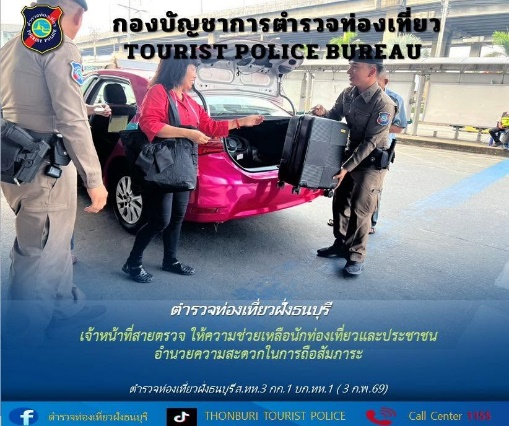 กองบัญชาการตำรวจท่องเที่ยว
TOURIST POLICE BUREAU
TOURIST POLICE
ตำรวจท่องเที่ยวฝั่งธนบุรี
เจ้าหน้าที่สายตรวจ ให้ความช่วยเหลือนักท่องเที่ยวและประชาชน
อำนวยความสะดวกในการถือสัมภาระ
ตำรวจท่องเที่ยวฝั่งธนบุรี ส.ทท.3 กก.1 บก.ทท.1 ( 3 ก.พ.69)
ตำรวจท่องเที่ยวฝั่งธนบุรี THONBURI TOURIST POLICE Call Center 1155